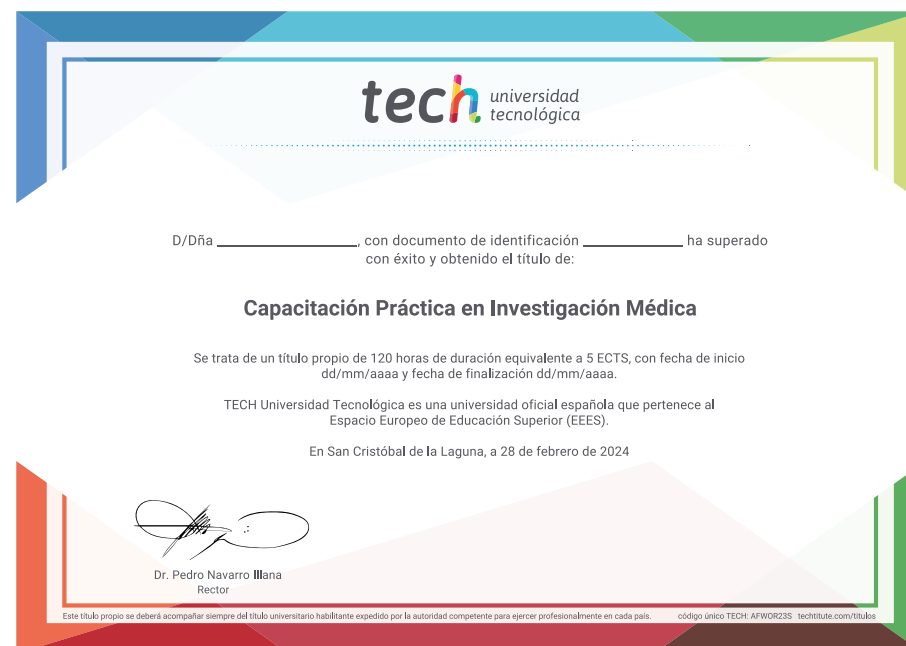 tech universidad
tecnológica
D/Dña ____________________, con documento de identificación ______________ ha superado
con éxito y obtenido el título de:
Capacitación Práctica en Investigación Médica
Se trata de un título propio de 120 horas de duración equivalente a 5 ECTS, con fecha de inicio
dd/mm/aaaa y fecha de finalización dd/mm/aaaa.
TECH Universidad Tecnológica es una universidad oficial española que pertenece al
Espacio Europeo de Educación Superior (EEES).
En San Cristóbal de la Laguna, a 28 de febrero de 2024
Dr. Pedro Navarro Illana
Rector
Este título propio se deberá acompañar siempre del título universitario habilitante expedido por la autoridad competente para ejercer profesionalmente en cada país. código único TECH: AFWOR23S techtitute.com/titulos